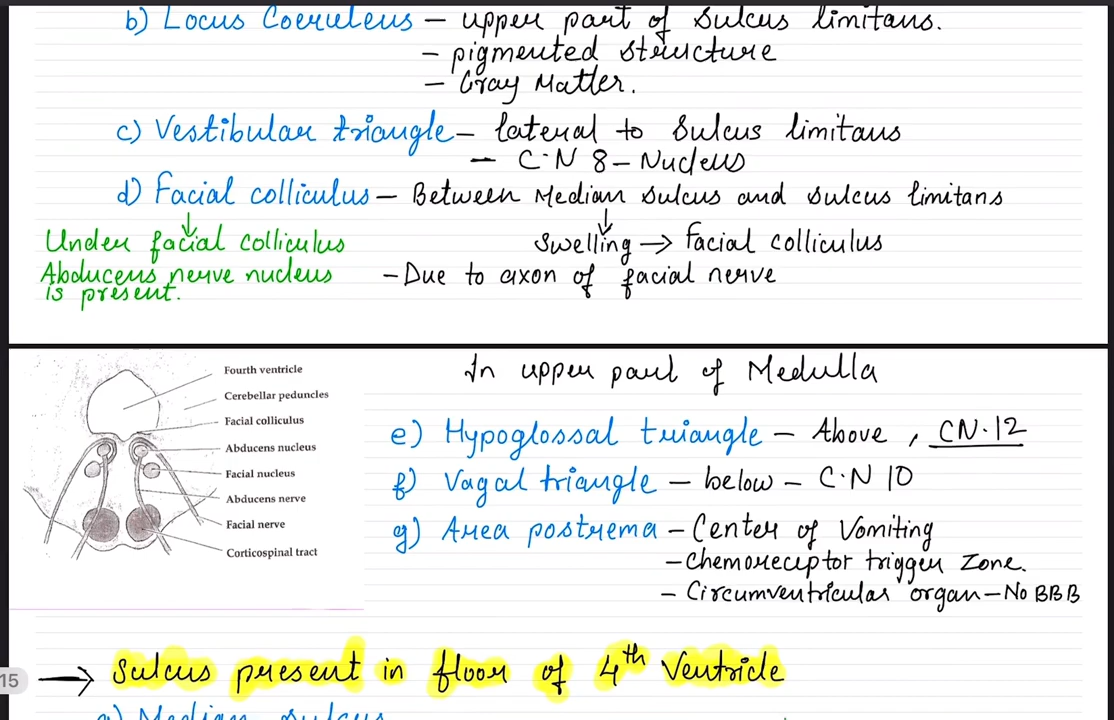 b) Locus Coeruleus – upper part of Sulcus limitans.
– pigmented structure
– Gray Matter.
c) Vestibular triangle – lateral to Sulcus limitans
– C.N 8 – Nucleus
d) Facial colliculus – Between Median sulcus and sulcus limitans
↓
Under facial colliculus
Abducens nerve nucleus
is present.
↓
Swelling → Facial colliculus
– Due to axon of facial nerve
Fourth ventricle
Cerebellar peduncles
Facial colliculus
Abducens nucleus
Facial nucleus
Abducens nerve
Facial nerve
Corticospinal tract
In upper part of Medulla
e) Hypoglossal triangle – Above , CN.12
f) Vagal triangle – below – C.N 10
g) Area postrema – Center of Vomiting
– Chemoreceptor trigger Zone.
– Circumventricular organ – No BBB
15
→ Sulcus present in floor of 4th Ventricle
a) Median sulcus